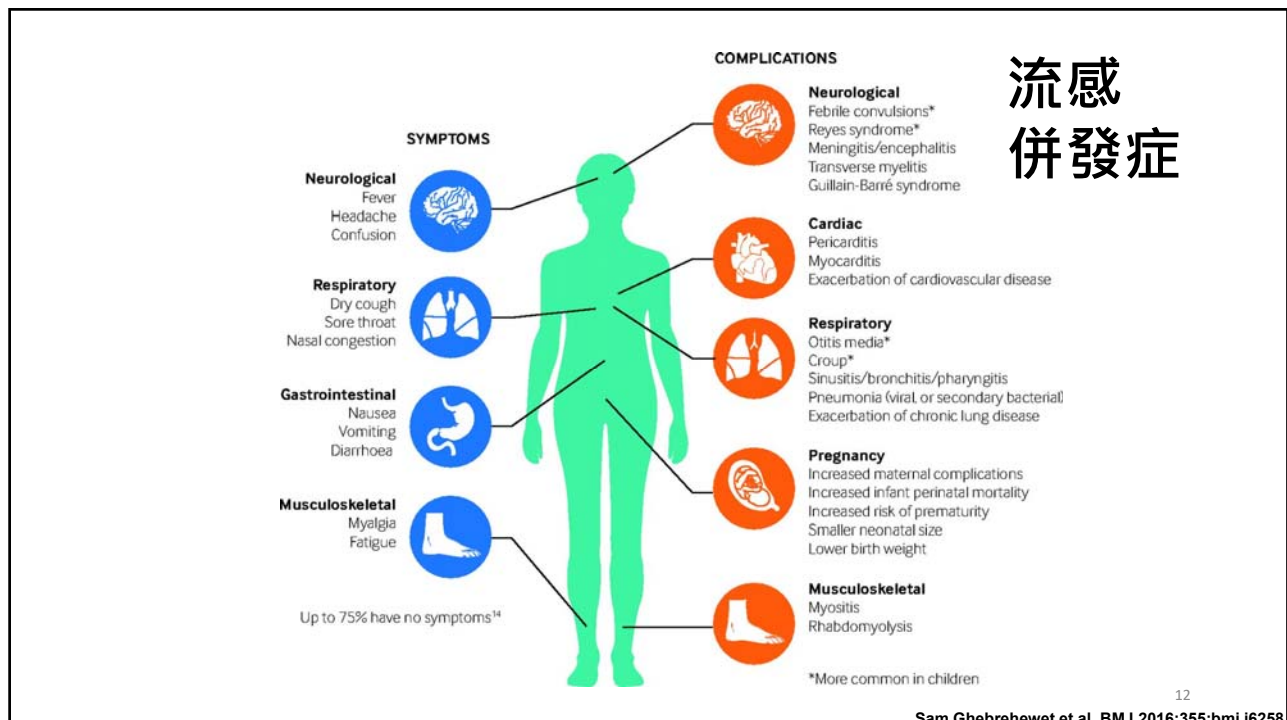 流感
併發症
SYMPTOMS
Neurological
Fever
Headache
Confusion
Respiratory
Dry cough
Sore throat
Nasal congestion
Gastrointestinal
Nausea
Vomiting
Diarrhoea
Musculoskeletal
Myalgia
Fatigue
Up to 75% have no symptoms¹⁴
COMPLICATIONS
Neurological
Febrile convulsions*
Reyes syndrome*
Meningitis/encephalitis
Transverse myelitis
Guillain-Barré syndrome
Cardiac
Pericarditis
Myocarditis
Exacerbation of cardiovascular disease
Respiratory
Otitis media*
Croup*
Sinusitis/bronchitis/pharyngitis
Pneumonia (viral, or secondary bacterial)
Exacerbation of chronic lung disease
Pregnancy
Increased maternal complications
Increased infant perinatal mortality
Increased risk of prematurity
Smaller neonatal size
Lower birth weight
Musculoskeletal
Myositis
Rhabdomyolysis
*More common in children
12
Sam Ghebrehewet et al. BMJ 2016;355:bmj.i6258